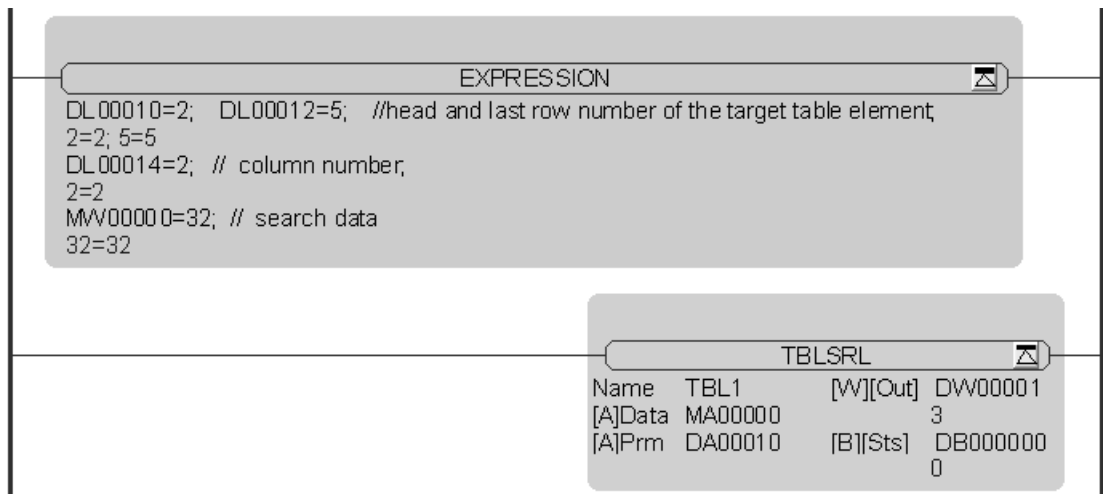 EXPRESSION
DL00010=2; DL00012=5; //head and last row number of the target table element;
2=2; 5=5
DL00014=2; // column number;
2=2
MW00000=32; // search data
32=32
TBLSRL
Name TBL1 [W][Out] DW00001
[A]Data MA00000 3
[A]Prm DA00010 [B][Sts] DB000000
0